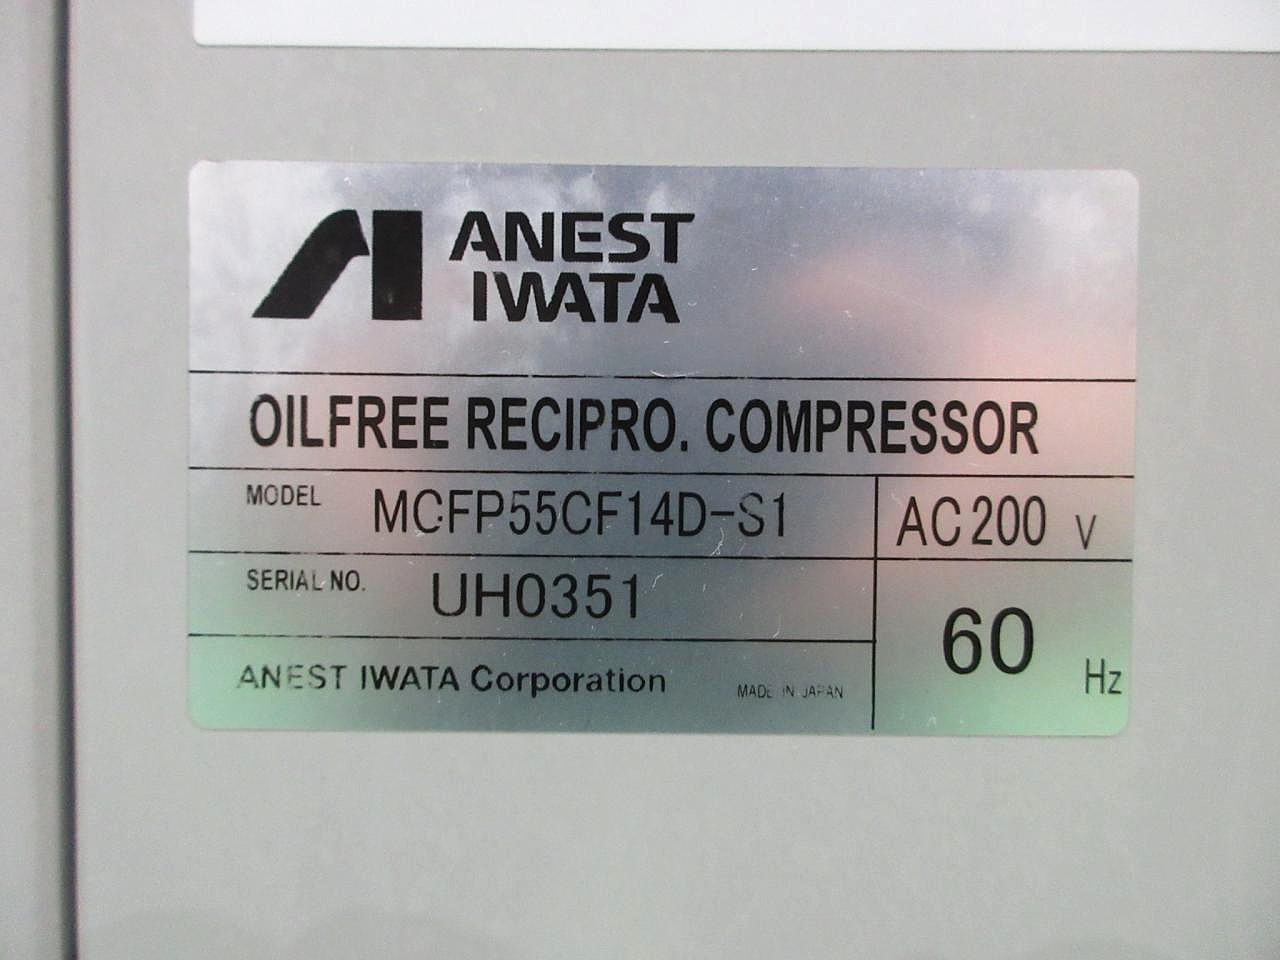 ANEST
IWATA
OILFREE RECIPRO. COMPRESSOR
MODEL MCFP55CF14D-S1 AC 200 V
SERIAL NO. UH0351
60 Hz
ANEST IWATA Corporation MADE IN JAPAN